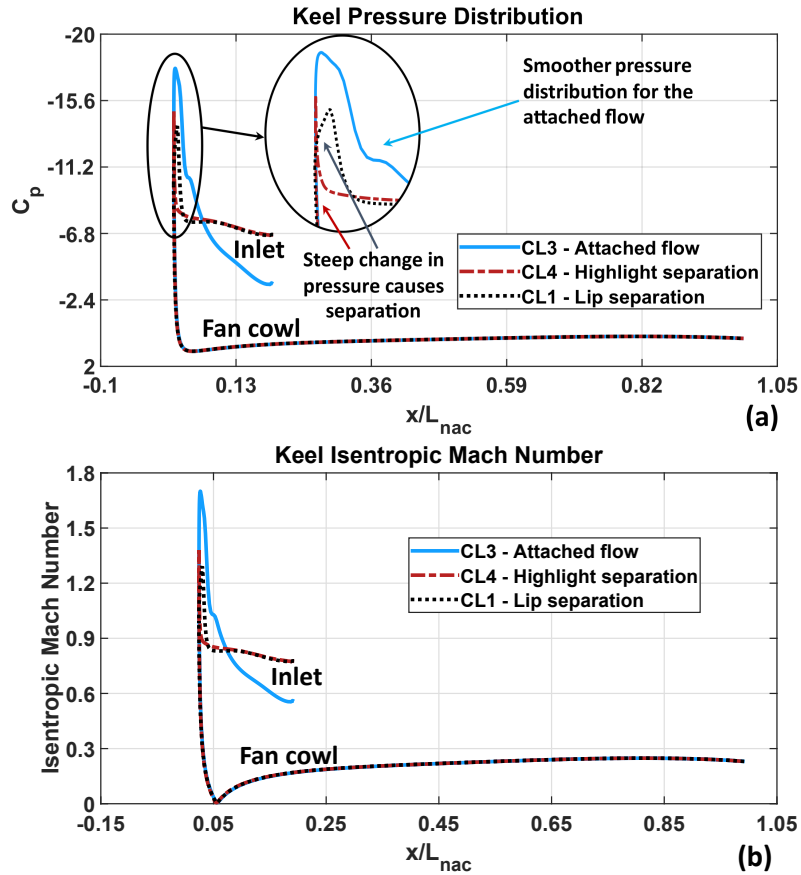 Keel Pressure Distribution
-20
-15.6
-11.2
-6.8
-2.4
2
C_p
Smoother pressure
distribution for the
attached flow
Inlet
Steep change in
pressure causes
separation
CL3 - Attached flow
CL4 - Highlight separation
CL1 - Lip separation
Fan cowl
-0.1 0.13 0.36 0.59 0.82 1.05
x/L_nac
(a)
Keel Isentropic Mach Number
1.8
1.5
1.2
0.9
0.6
0.3
0
Isentropic Mach Number
CL3 - Attached flow
CL4 - Highlight separation
CL1 - Lip separation
Inlet
Fan cowl
-0.15 0.05 0.25 0.45 0.65 0.85 1.05
x/L_nac
(b)